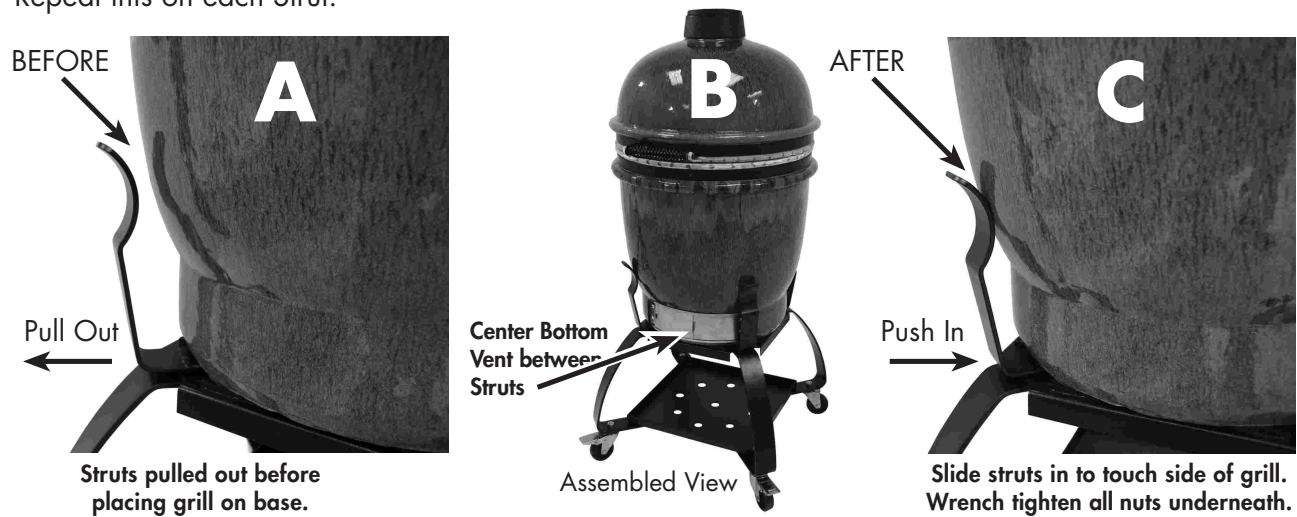 Repeat this on each Strut.
BEFORE
A
Pull Out
Struts pulled out before
placing grill on base.
B
Center Bottom
Vent between
Struts
Assembled View
AFTER
C
Push In
Slide struts in to touch side of grill.
Wrench tighten all nuts underneath.